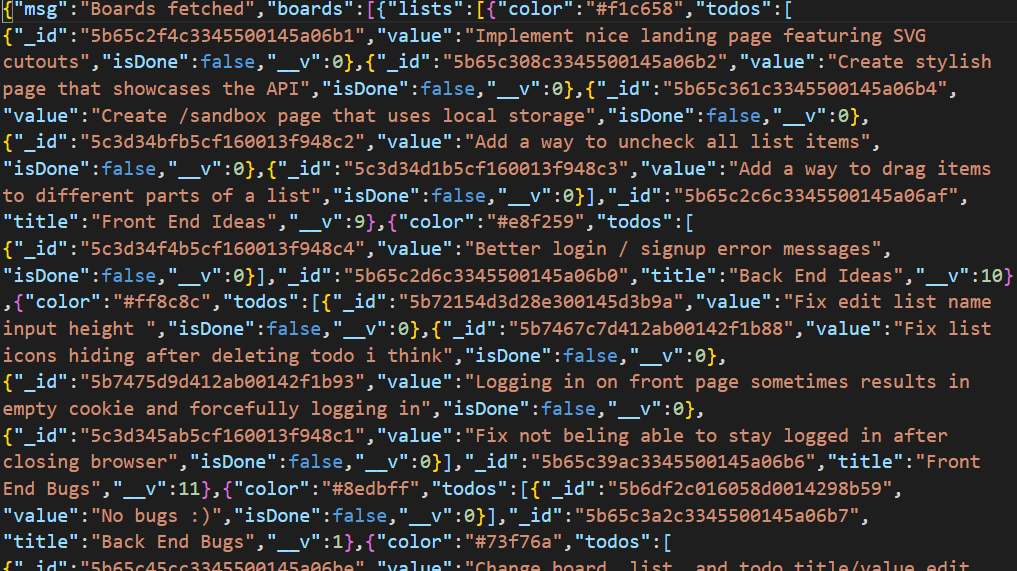 {"msg":"Boards fetched","boards":[{"lists":[{"color":"#f1c658","todos":[
{"_id":"5b65c2f4c3345500145a06b1","value":"Implement nice landing page featuring SVG
cutouts","isDone":false,"__v":0},{"_id":"5b65c308c3345500145a06b2","value":"Create stylish
page that showcases the API","isDone":false,"__v":0},{"_id":"5b65c361c3345500145a06b4",
"value":"Create /sandbox page that uses local storage","isDone":false,"__v":0},
{"_id":"5c3d34bfb5cf160013f948c2","value":"Add a way to uncheck all list items",
"isDone":false,"__v":0},{"_id":"5c3d34d1b5cf160013f948c3","value":"Add a way to drag items
to different parts of a list","isDone":false,"__v":0}],"_id":"5b65c2c6c3345500145a06af",
"title":"Front End Ideas","__v":9},{"color":"#e8f259","todos":[
{"_id":"5c3d34f4b5cf160013f948c4","value":"Better login / signup error messages",
"isDone":false,"__v":0}],"_id":"5b65c2d6c3345500145a06b0","title":"Back End Ideas","__v":10}
,{"color":"#ff8c8c","todos":[{"_id":"5b72154d3d28e300145d3b9a","value":"Fix edit list name
input height ","isDone":false,"__v":0},{"_id":"5b7467c7d412ab00142f1b88","value":"Fix list
icons hiding after deleting todo i think","isDone":false,"__v":0},
{"_id":"5b7475d9d412ab00142f1b93","value":"Logging in on front page sometimes results in
empty cookie and forcefully logging in","isDone":false,"__v":0},
{"_id":"5c3d345ab5cf160013f948c1","value":"Fix not beling able to stay logged in after
closing browser","isDone":false,"__v":0}],"_id":"5b65c39ac3345500145a06b6","title":"Front
End Bugs","__v":11},{"color":"#8edbff","todos":[{"_id":"5b6df2c016058d0014298b59",
"value":"No bugs :)","isDone":false,"__v":0}],"_id":"5b65c3a2c3345500145a06b7",
"title":"Back End Bugs","__v":1},{"color":"#73f76a","todos":[
{"_id":"5b65c45cc3345500145a06be","value":"Change board, list, and todo title/value edit